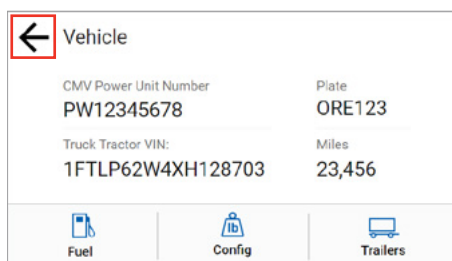 Vehicle
CMV Power Unit Number Plate
PW12345678 ORE123
Truck Tractor VIN: Miles
1FTLP62W4XH128703 23,456
lb
Fuel Config Trailers